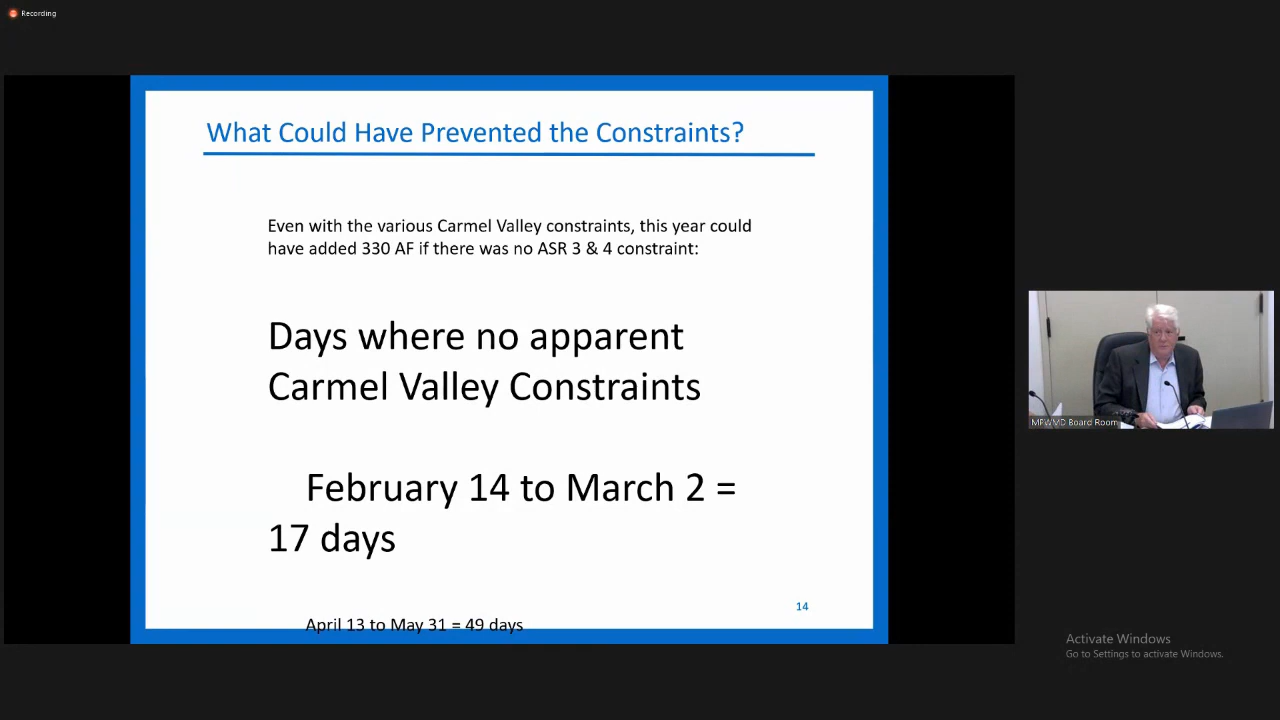 Recording
What Could Have Prevented the Constraints?
Even with the various Carmel Valley constraints, this year could
have added 330 AF if there was no ASR 3 & 4 constraint:
Days where no apparent
Carmel Valley Constraints
February 14 to March 2 =
17 days
14
April 13 to May 31 = 49 days
MPWMD Board Room
Activate Windows
Go to Settings to activate Windows.